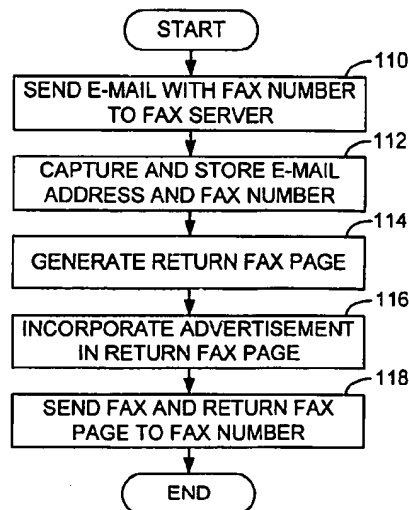 START
110
SEND E-MAIL WITH FAX NUMBER
TO FAX SERVER
112
CAPTURE AND STORE E-MAIL
ADDRESS AND FAX NUMBER
114
GENERATE RETURN FAX PAGE
116
INCORPORATE ADVERTISEMENT
IN RETURN FAX PAGE
118
SEND FAX AND RETURN FAX
PAGE TO FAX NUMBER
END